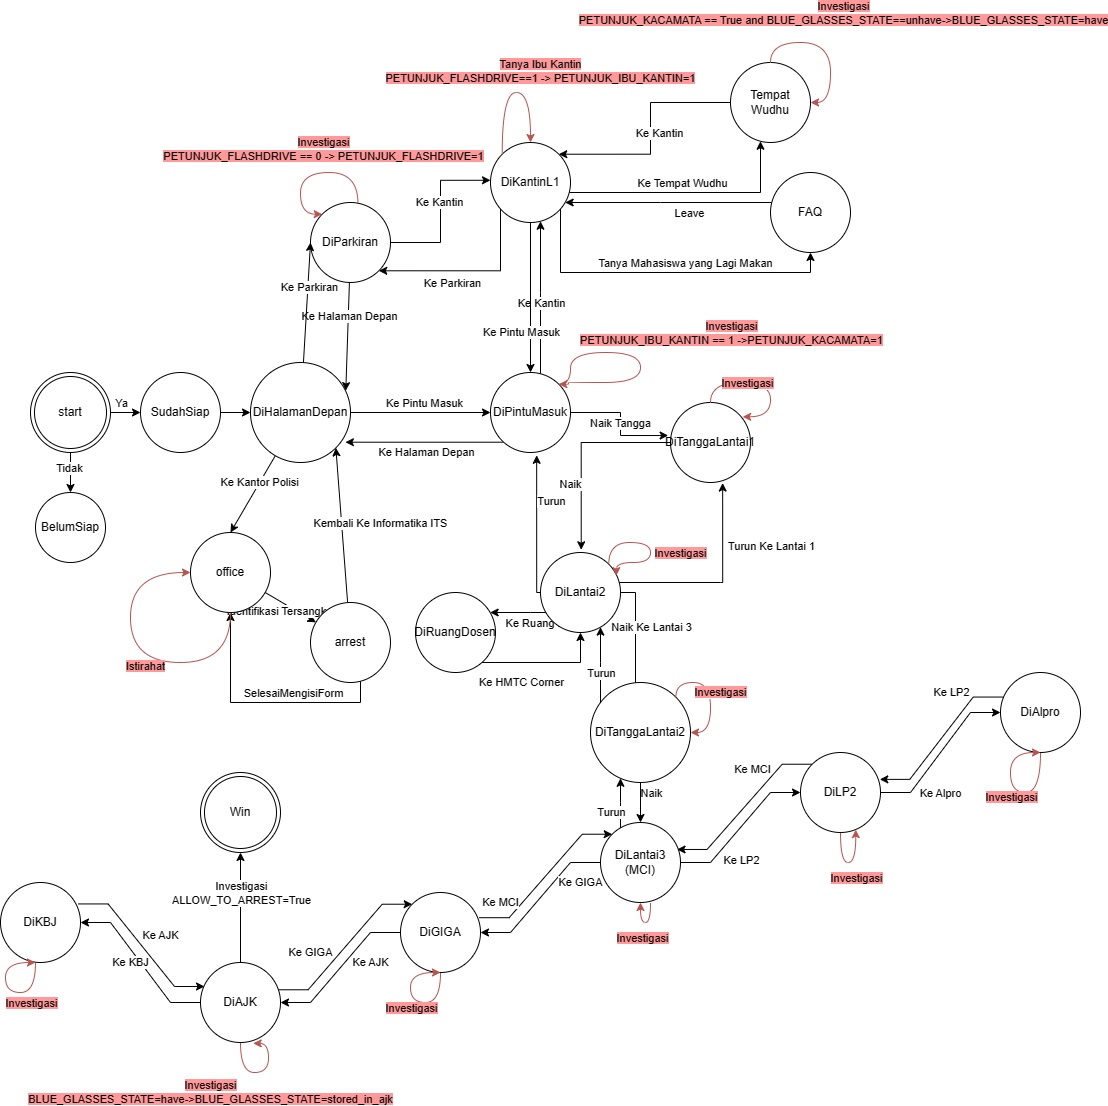 Investigasi
PETUNJUK_KACAMATA == True and BLUE_GLASSES_STATE==unhave->BLUE_GLASSES_STATE=have
Tanya Ibu Kantin
PETUNJUK_FLASHDRIVE==1 -> PETUNJUK_IBU_KANTIN=1
Tempat
Wudhu
Ke Kantin
Investigasi
PETUNJUK_FLASHDRIVE == 0 -> PETUNJUK_FLASHDRIVE=1
DiKantinL1
Ke Tempat Wudhu
Ke Kantin
Leave
FAQ
DiParkiran
Tanya Mahasiswa yang Lagi Makan
Ke Parkiran
Ke Parkiran
Ke Kantin
Ke Halaman Depan
Ke Pintu Masuk
Investigasi
PETUNJUK_IBU_KANTIN == 1 ->PETUNJUK_KACAMATA=1
Investigasi
start
Ya
SudahSiap
DiHalamanDepan
Ke Pintu Masuk
DiPintuMasuk
Naik Tangga
DiTanggaLantai1
Ke Halaman Depan
Tidak
Ke Kantor Polisi
Naik
Turun
BelumSiap
Kembali Ke Informatika ITS
Turun Ke Lantai 1
Investigasi
office
DiLantai2
Tersangk
Ke Ruang
Naik Ke Lantai 3
DiRuangDosen
arrest
Istirahat
Turun
Ke HMTC Corner
SelesaiMengisiForm
Investigasi
Ke LP2
DiAlpro
DiTanggaLantai2
Ke MCI
DiLP2
Naik
Ke Alpro
Investigasi
Win
Turun
DiLantai3
(MCI)
Ke LP2
Investigasi
Ke GIGA
Investigasi
ALLOW_TO_ARREST=True
Ke MCI
DiKBJ
Ke AJK
DiGIGA
Investigasi
Ke KBJ
Ke GIGA
Ke AJK
Investigasi
DiAJK
Investigasi
Investigasi
BLUE_GLASSES_STATE=have->BLUE_GLASSES_STATE=stored_in_ajk